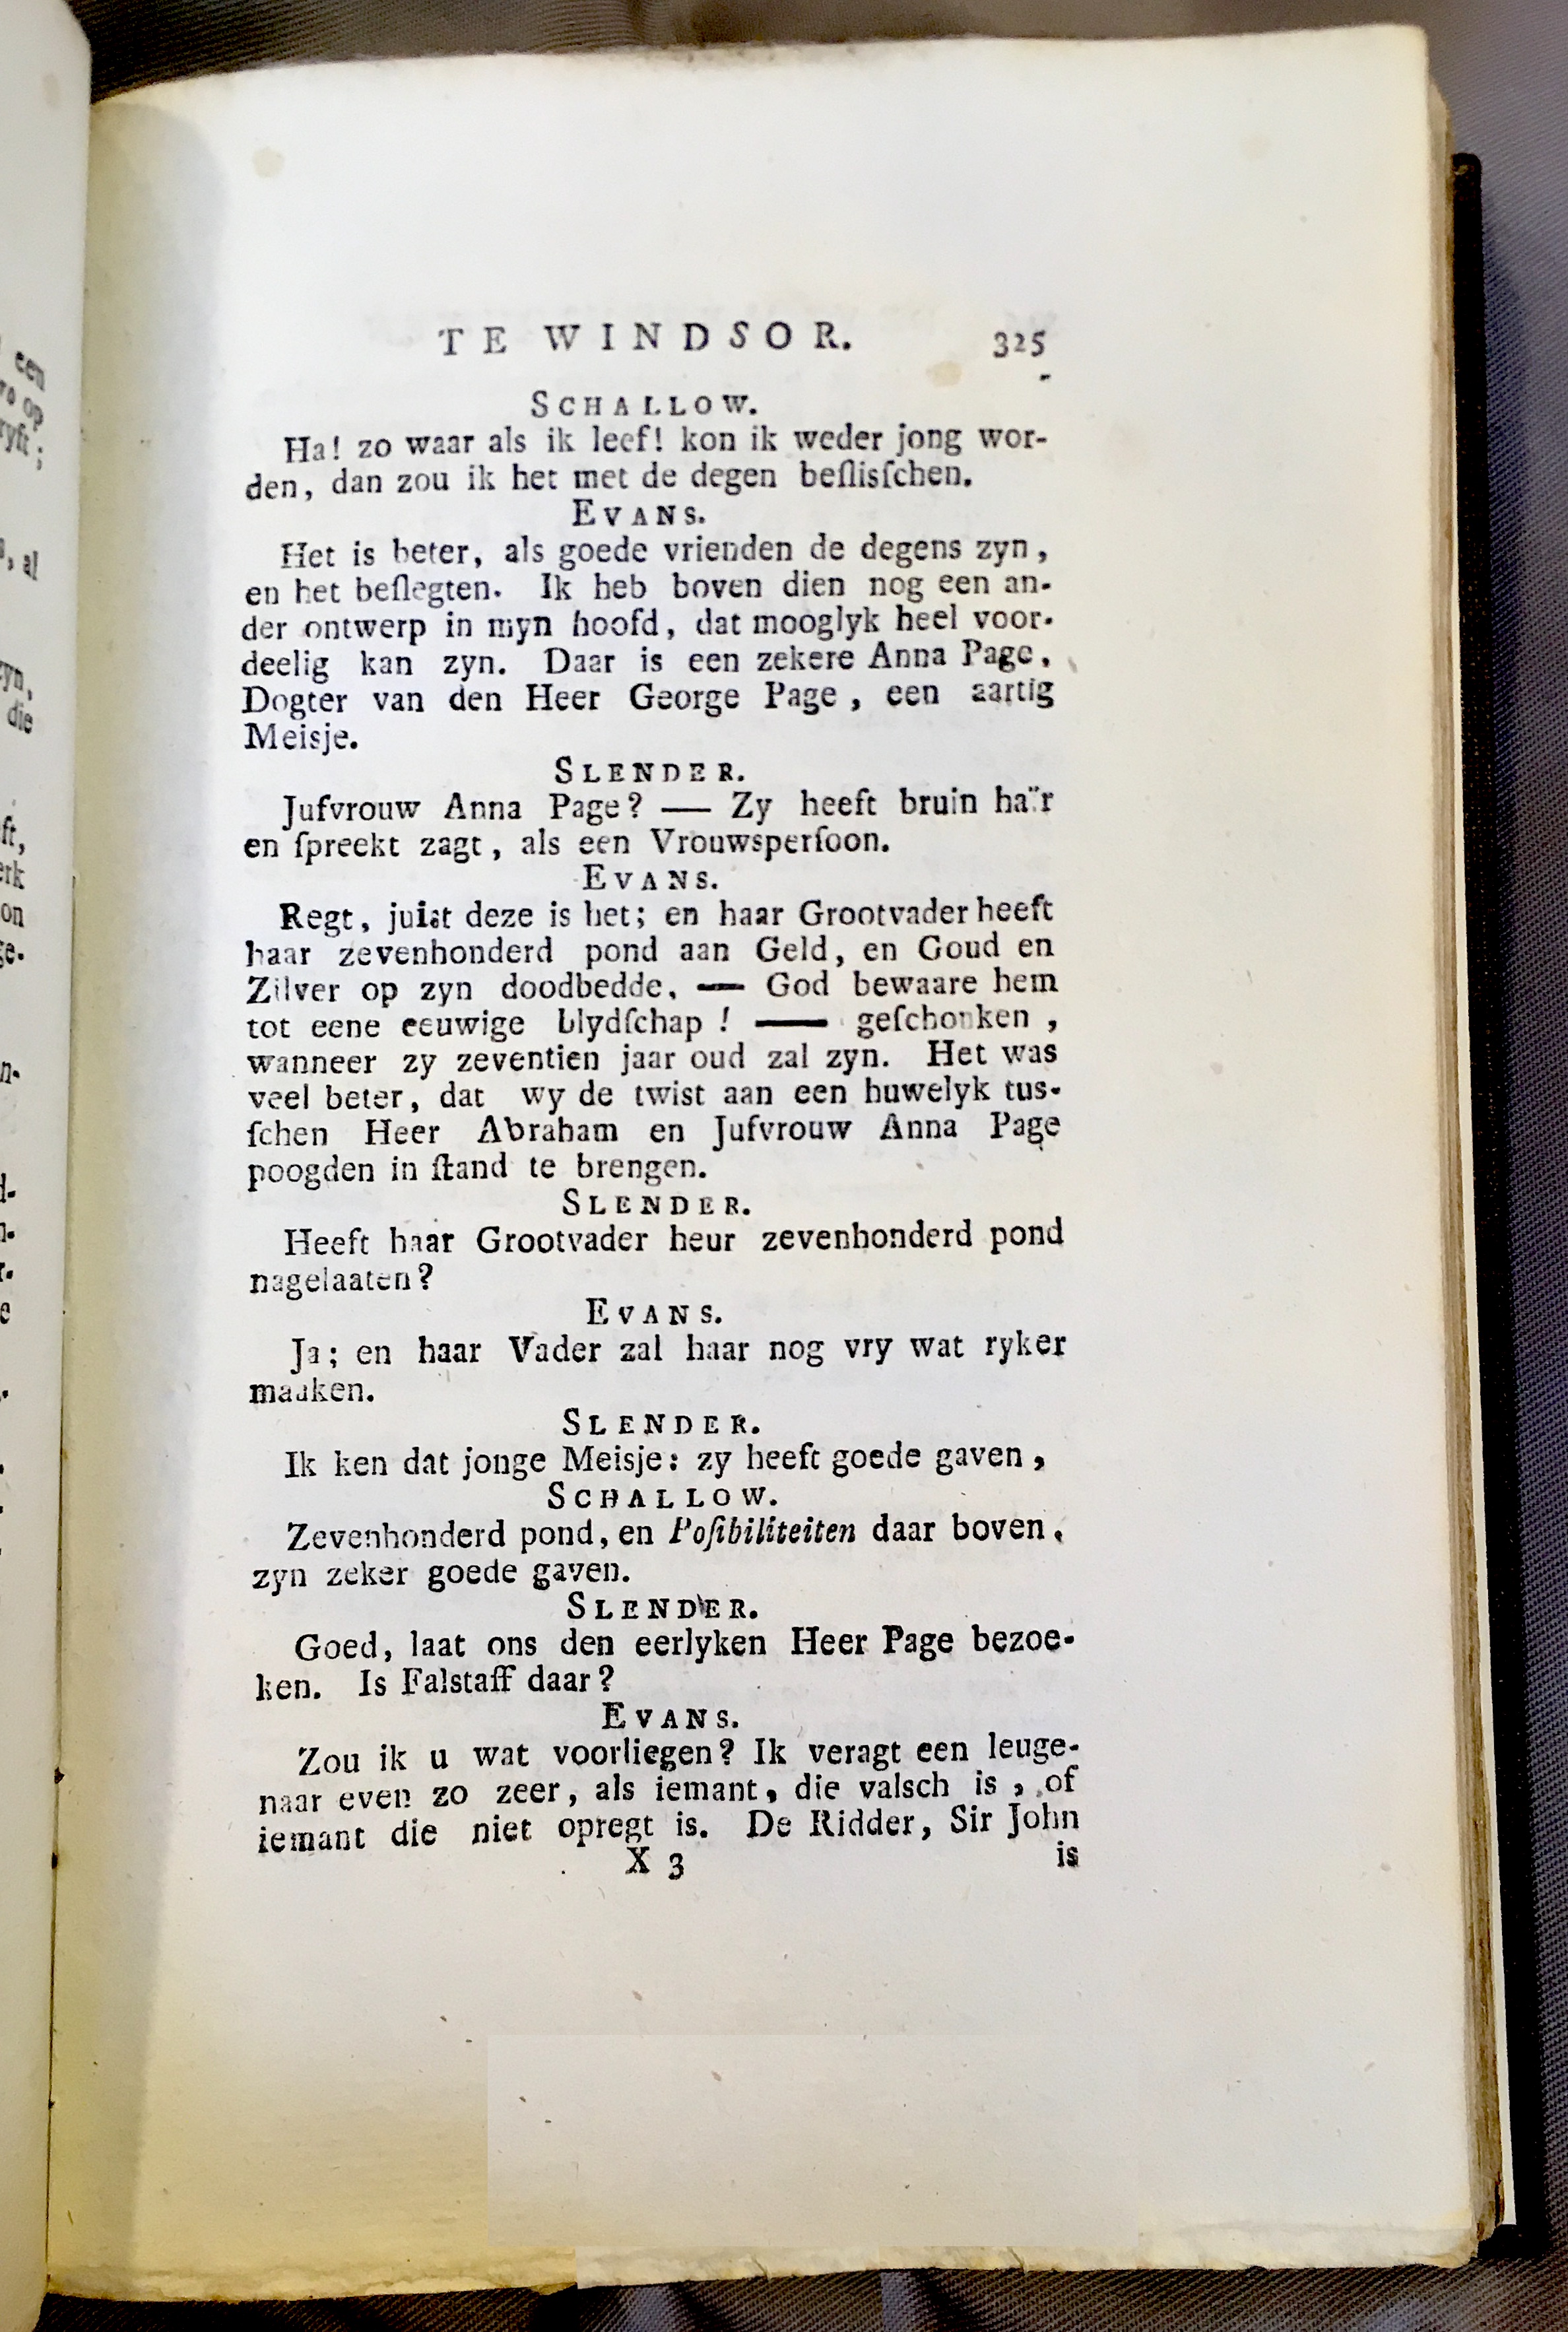 TE WINDSOR. 325
SCHALLOW.
Ha! zo waar als ik leef! kon ik weder jong wor-
den, dan zou ik het met de degen beſlisſchen.
EVANS.
Het is beter, als goede vrienden de degens zyn,
en het beſlegten. Ik heb boven dien nog een an-
der ontwerp in myn hoofd, dat mooglyk heel voor-
deelig kan zyn. Daar is een zekere Anna Page,
Dogter van den Heer George Page, een aartig
Meisje.
SLENDER.
Jufvrouw Anna Page? — Zy heeft bruin haïr
en ſpreekt zagt, als een Vrouwsperſoon.
EVANS.
Regt, juist deze is het; en haar Grootvader heeft
haar zevenhonderd pond aan Geld, en Goud en
Zilver op zyn doodbedde, — God bewaare hem
tot eene eeuwige blydſchap! — geſchonken,
wanneer zy zeventien jaar oud zal zyn. Het was
veel beter, dat wy de twist aan een huwelyk tus-
ſchen Heer Abraham en Jufvrouw Anna Page
poogden in ſtand te brengen.
SLENDER.
Heeft haar Grootvader heur zevenhonderd pond
nagelaaten?
EVANS.
Ja; en haar Vader zal haar nog vry wat ryker
maaken.
SLENDER.
Ik ken dat jonge Meisje: zy heeft goede gaven,
SCHALLOW.
Zevenhonderd pond, en Poſibiliteiten daar boven,
zyn zeker goede gaven.
SLENDER.
Goed, laat ons den eerlyken Heer Page bezoe-
ken. Is Falstaff daar?
EVANS.
Zou ik u wat voorliegen? Ik veragt een leuge-
naar even zo zeer, als iemant, die valsch is, of
iemant die niet opregt is. De Ridder, Sir John
X 3 is